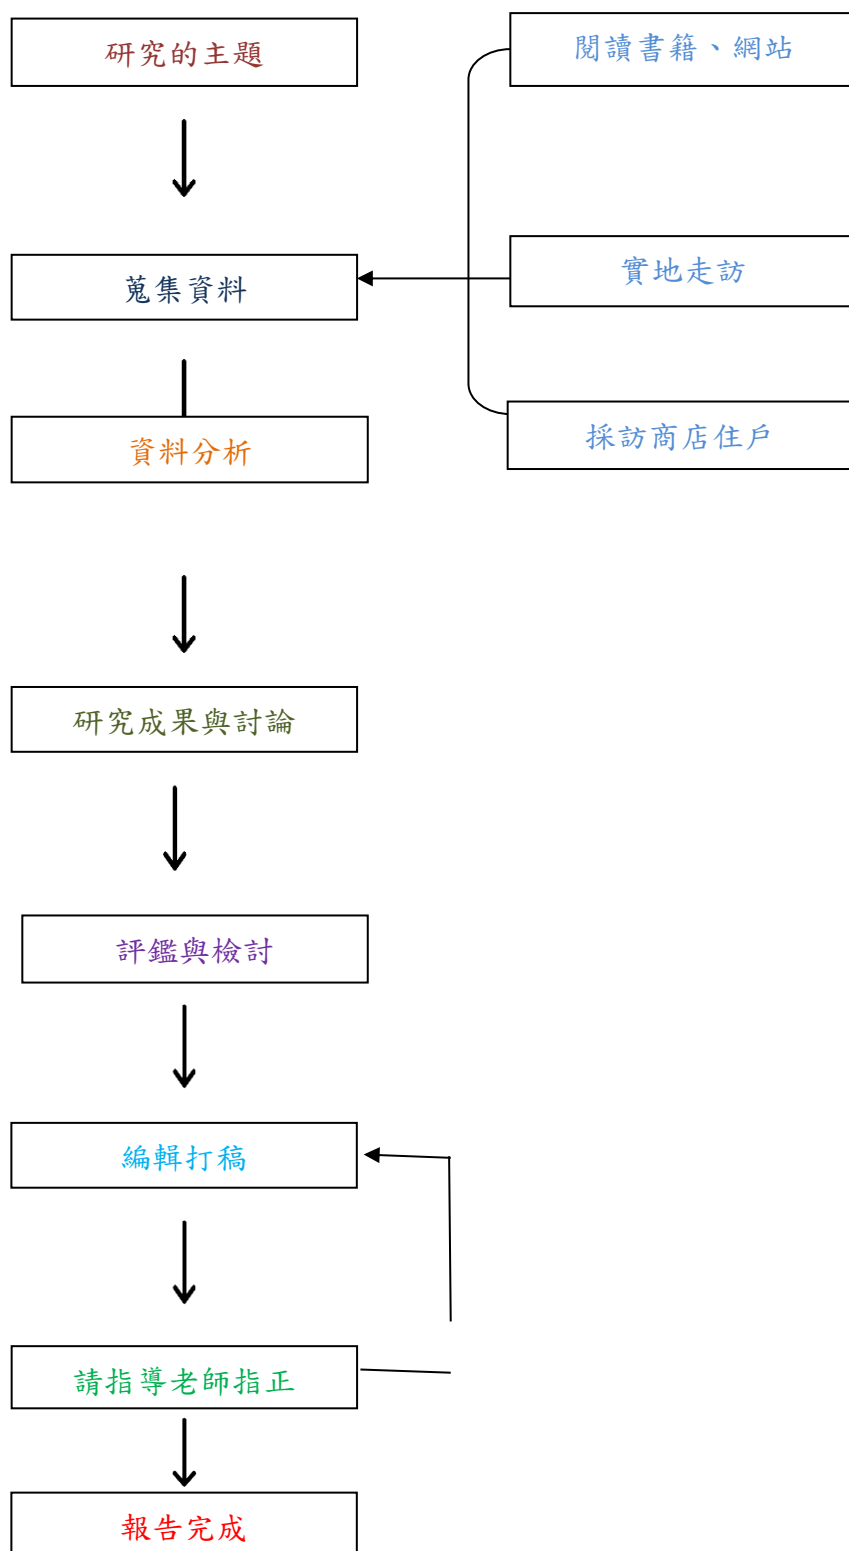 研究的主題
閱讀書籍、網站
蒐集資料
實地走訪
資料分析
採訪商店住戶
研究成果與討論
評鑑與檢討
編輯打稿
請指導老師指正
報告完成